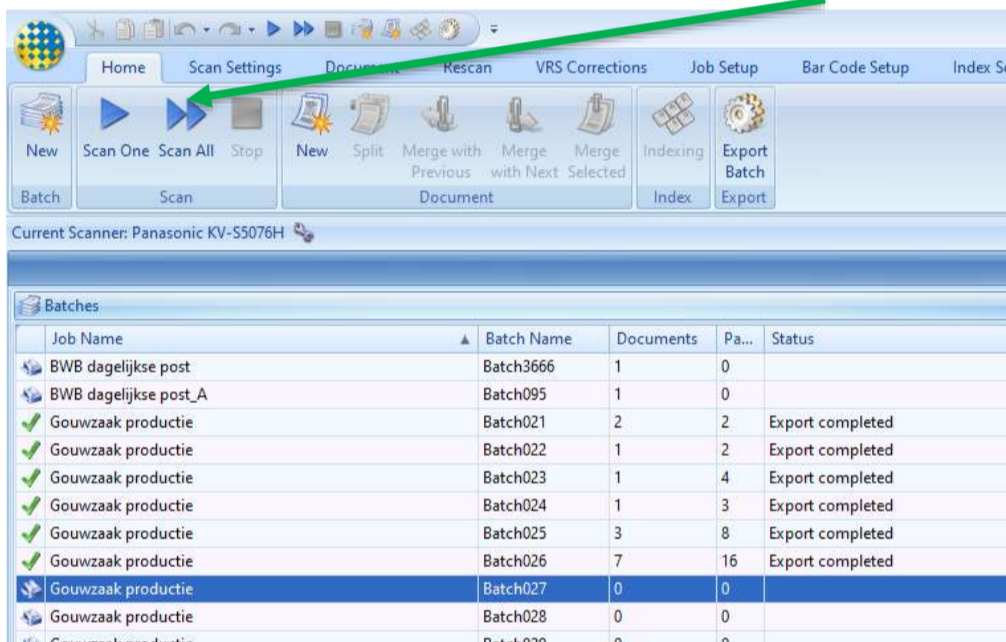 Home Scan Settings Document Rescan VRS Corrections Job Setup Bar Code Setup Index Se
New Scan One Scan All Stop New Split Merge with Previous Merge with Next Merge Selected Indexing Export Batch
Batch Scan Document Index Export
Current Scanner: Panasonic KV-S5076H
Batches
Job Name Batch Name Documents Pa... Status
BWB dagelijkse post Batch3666 1 0
BWB dagelijkse post_A Batch095 1 0
Gouwzaak productie Batch021 2 2 Export completed
Gouwzaak productie Batch022 1 2 Export completed
Gouwzaak productie Batch023 1 4 Export completed
Gouwzaak productie Batch024 1 3 Export completed
Gouwzaak productie Batch025 3 8 Export completed
Gouwzaak productie Batch026 7 16 Export completed
Gouwzaak productie Batch027 0 0
Gouwzaak productie Batch028 0 0